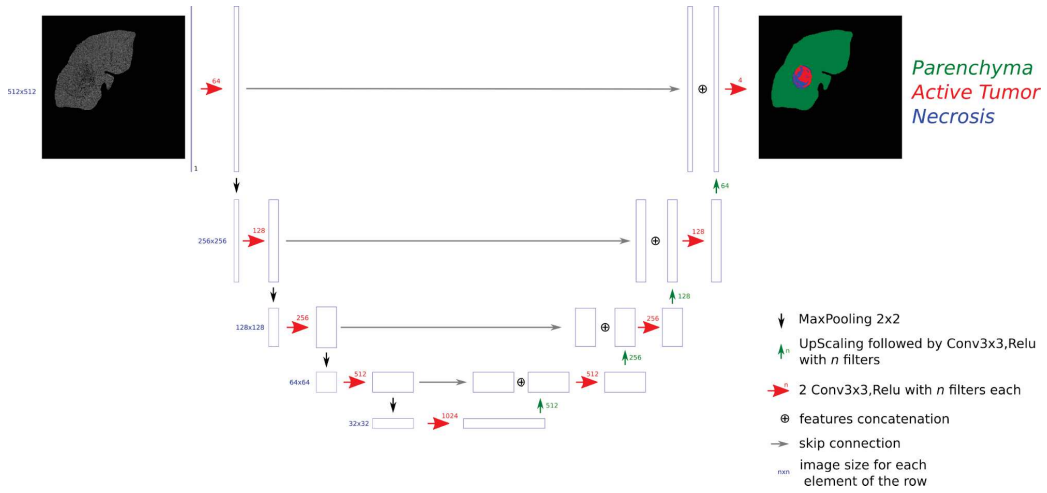 64
4
512x512
Parenchyma
Active Tumor
Necrosis
1
64
128
128
256x256
128
256
256
128x128
256
512
512
64x64
512
1024
32x32
MaxPooling 2x2
n UpScaling followed by Conv3x3,Relu
with n filters
n 2 Conv3x3,Relu with n filters each
features concatenation
skip connection
nxn image size for each
element of the row